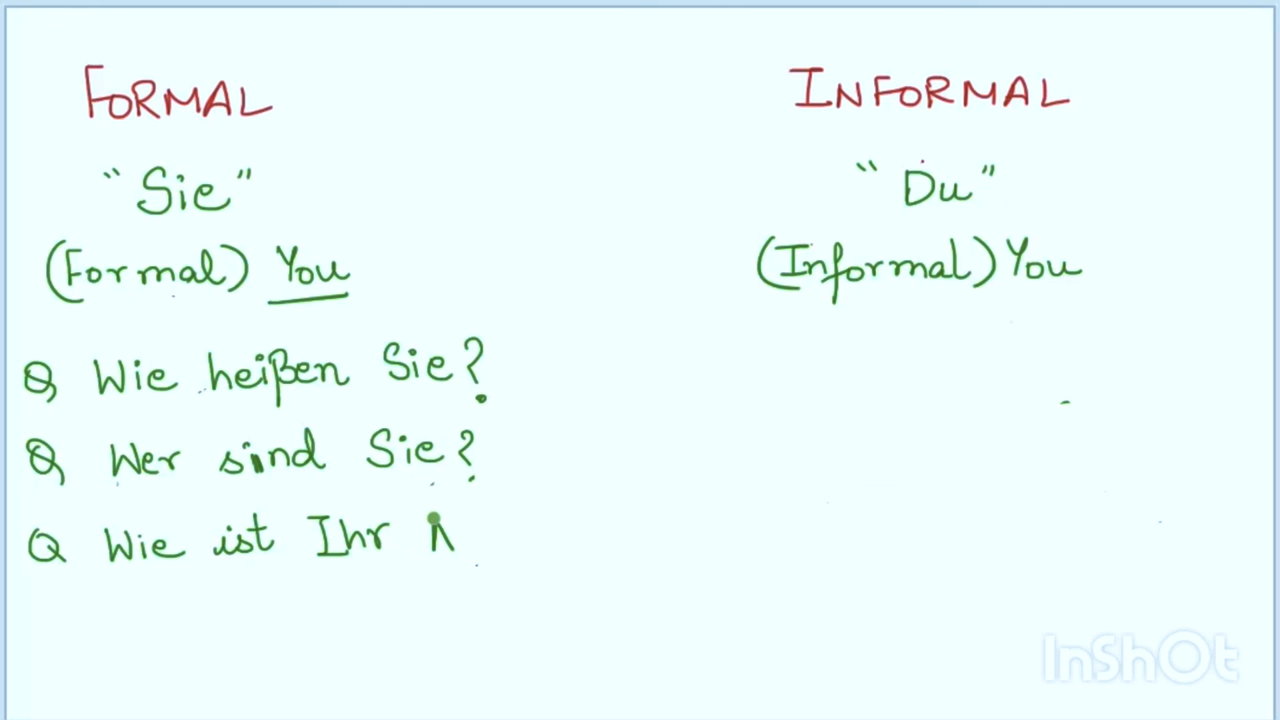 FORMAL
INFORMAL
"Sie"
"Du"
(Formal) You
(Informal) You
Q Wie heißen Sie?
Q Wer sind Sie?
Q Wie ist Ihr
InShOt